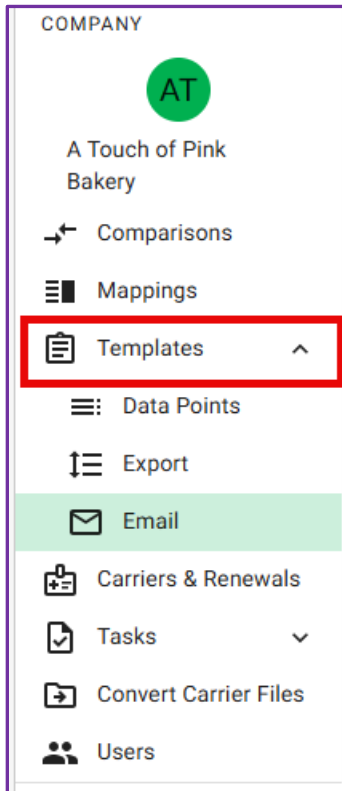 COMPANY
AT
A Touch of Pink
Bakery
Comparisons
Mappings
Templates
Data Points
Export
Email
Carriers & Renewals
Tasks
Convert Carrier Files
Users